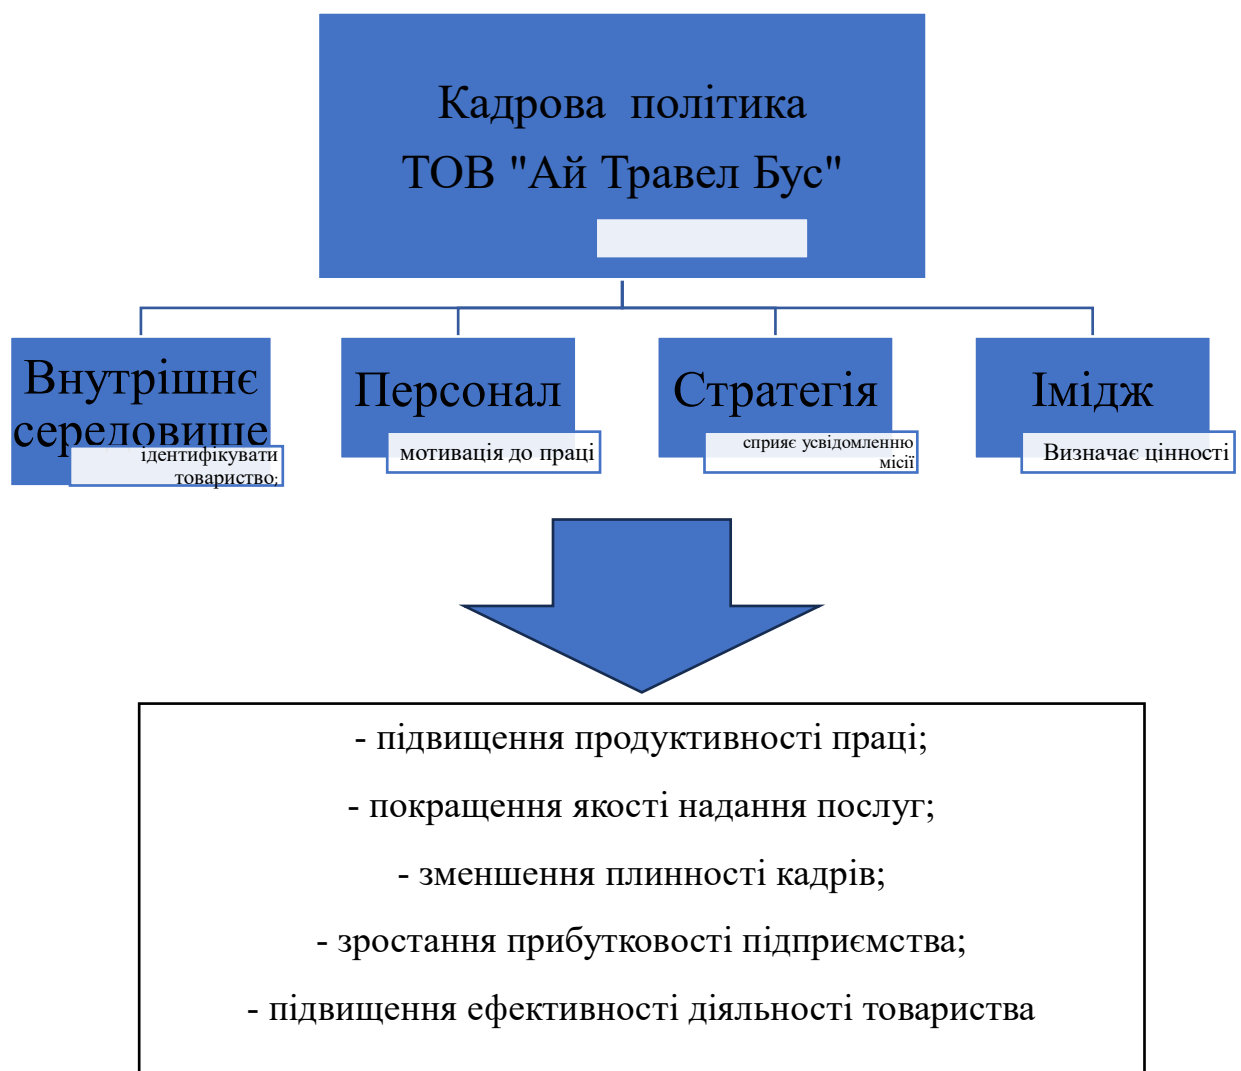 Кадрова політика
ТОВ "Ай Травел Бус"
Внутрішнє
середовище
ідентифікувати
товариство;
Персонал
мотивація до праці
Стратегія
сприяє усвідомленню
місії
Імідж
Визначає цінності
- підвищення продуктивності праці;
- покращення якості надання послуг;
- зменшення плинності кадрів;
- зростання прибутковості підприємства;
- підвищення ефективності діяльності товариства